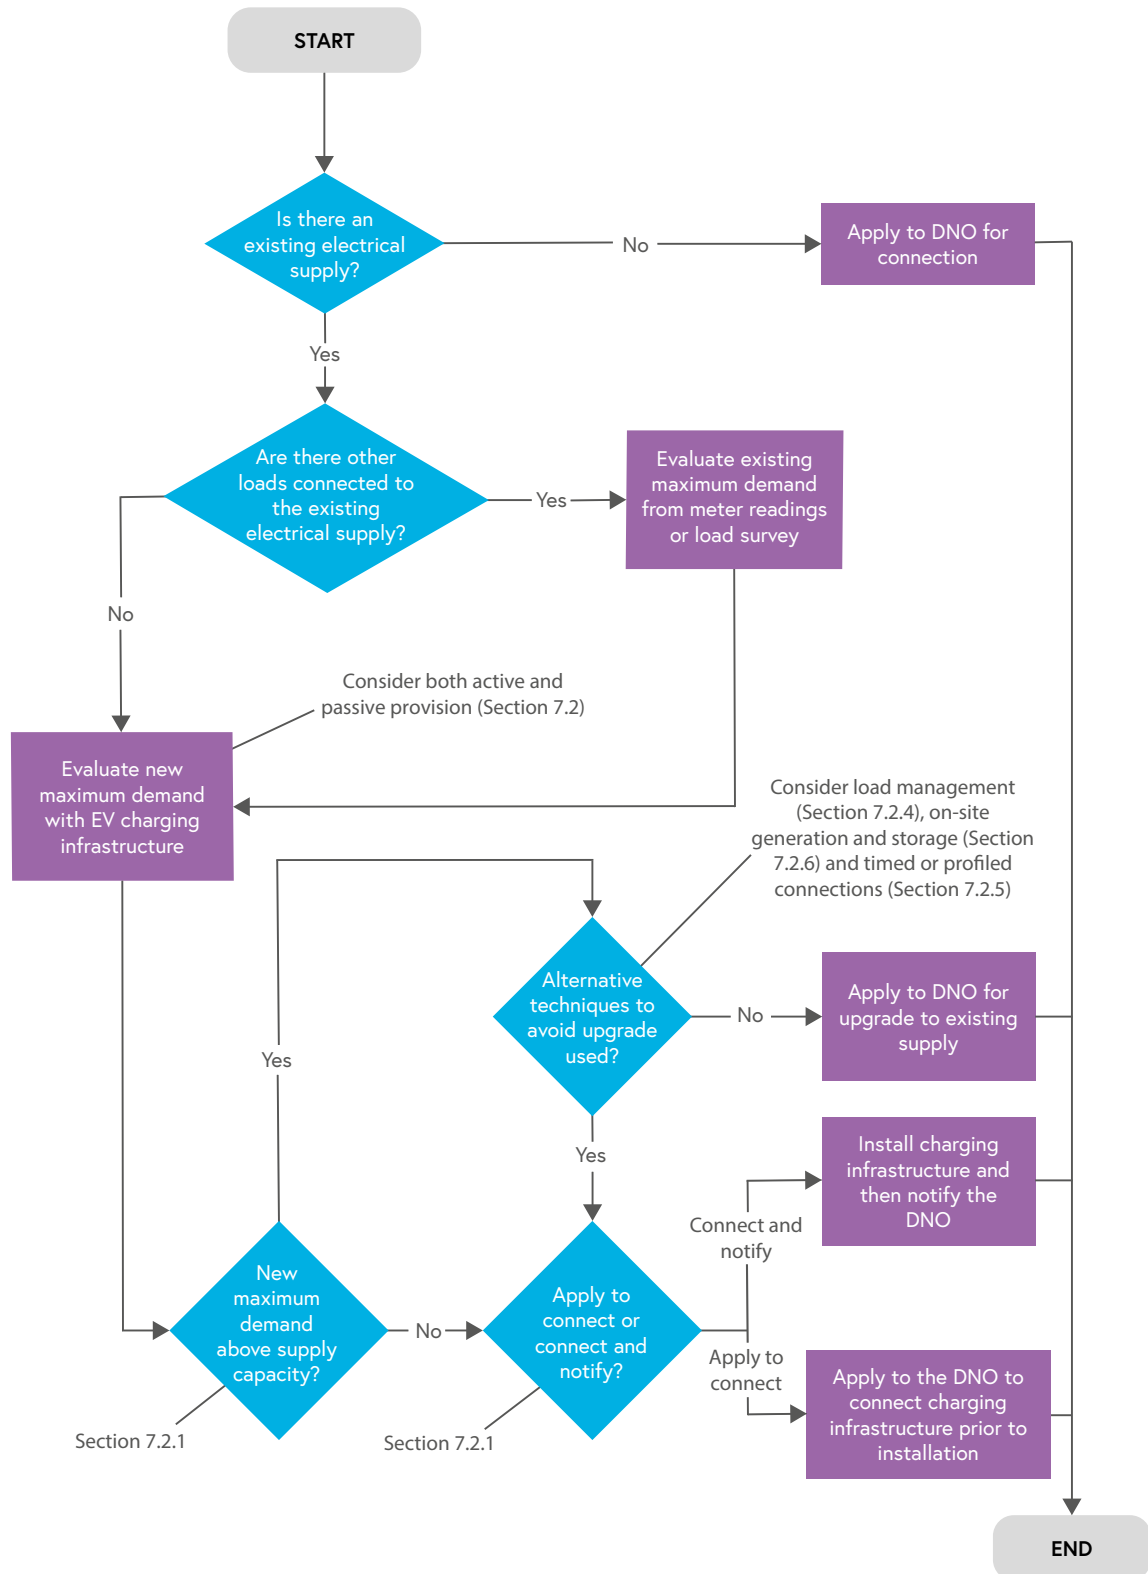 START
Is there an
existing electrical
supply?
No
Apply to DNO for
connection
Yes
Are there other
loads connected to
the existing
electrical supply?
Yes
Evaluate existing
maximum demand
from meter readings
or load survey
No
Consider both active and
passive provision (Section 7.2)
Evaluate new
maximum demand
with EV charging
infrastructure
Consider load management
(Section 7.2.4), on-site
generation and storage (Section
7.2.6) and timed or profiled
connections (Section 7.2.5)
Alternative
techniques to
avoid upgrade
used?
No
Apply to DNO for
upgrade to existing
supply
Yes
Yes
Install charging
infrastructure and
then notify the
DNO
Connect and
notify
New
maximum
demand
above supply
capacity?
No
Apply to
connect or
connect and
notify?
Apply to
connect
Apply to the DNO to
connect charging
infrastructure prior to
installation
Section 7.2.1
Section 7.2.1
END